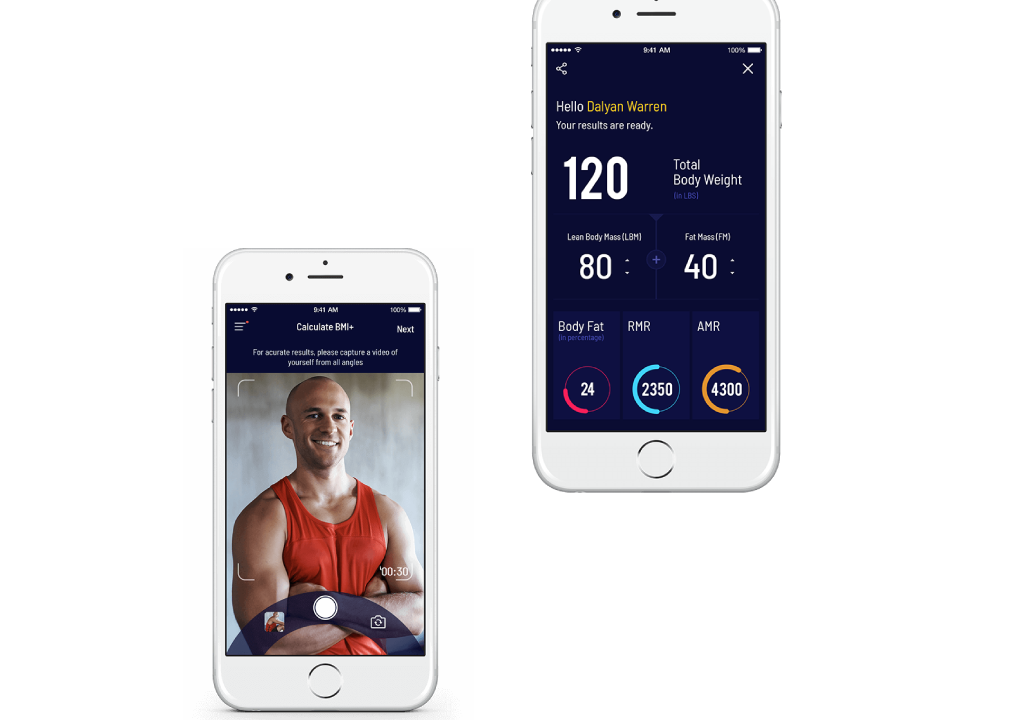 9:41 AM
100%
Hello Dalyan Warren
Your results are ready.
120
Total
Body Weight
(in LBS)
Lean Body Mass (LBM)
Fat Mass (FM)
80
+
40
Body Fat
(in percentage)
RMR
AMR
24
2350
4300
9:41 AM
100%
Calculate BMI+
Next
For acurate results, please capture a video of
yourself from all angles
'00:30